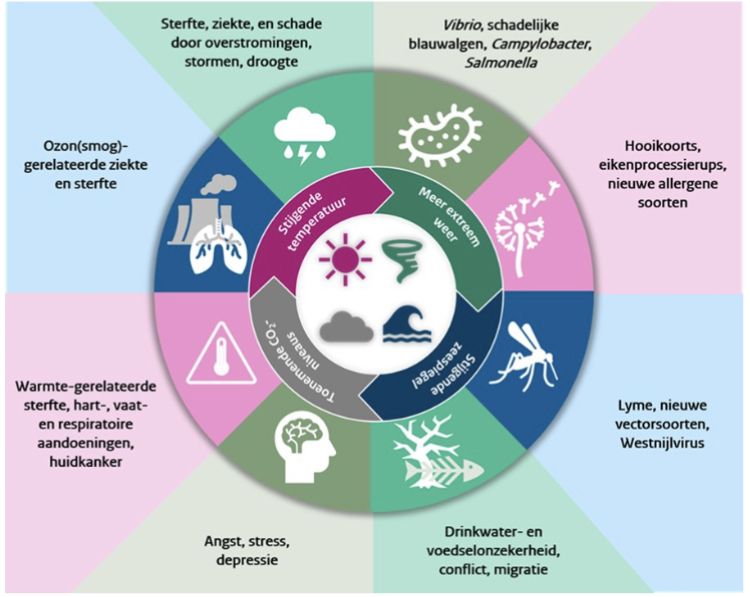 Sterfte, ziekte, en schade
door overstromingen,
stormen, droogte
Vibrio, schadelijke
blauwalgen, Campylobacter,
Salmonella
Hooikoorts,
eikenprocessierups,
nieuwe allergene
soorten
Lyme, nieuwe
vectorsoorten,
Westnijlvirus
Drinkwater- en
voedselonzekerheid,
conflict, migratie
Angst, stress,
depressie
Warmte-gerelateerde
sterfte, hart-, vaat-
en respiratoire
aandoeningen,
huidkanker
Ozon(smog)-
gerelateerde ziekte
en sterfte
Stijgende
temperatuur
Meer extreem
weer
Stijgende
zeespiegel
Toenemende CO₂-
niveaus